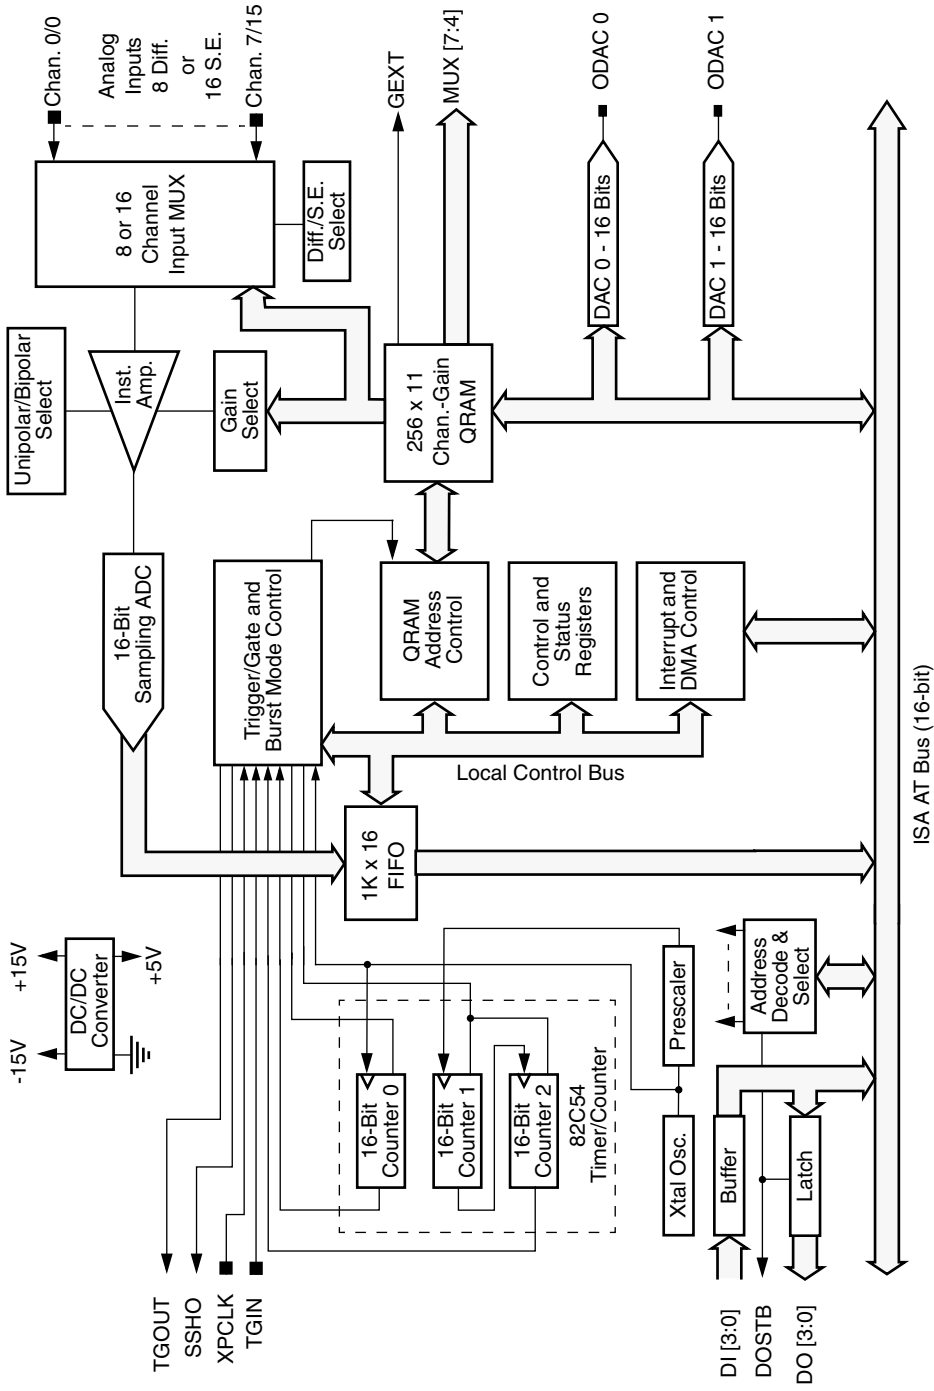 Chan. 0/0
Analog
Inputs
8 Diff.
or
16 S.E.
Chan. 7/15
8 or 16
Channel
Input MUX
Diff./S.E.
Select
GEXT
MUX [7:4]
ODAC 0
ODAC 1
Unipolar/Bipolar
Select
Inst.
Amp.
Gain
Select
256 x 11
Chan.-Gain
QRAM
DAC 0 - 16 Bits
DAC 1 - 16 Bits
16-Bit
Sampling ADC
Trigger/Gate and
Burst Mode Control
QRAM
Address
Control
Control and
Status
Registers
Interrupt and
DMA Control
Local Control Bus
1K x 16
FIFO
ISA AT Bus (16-bit)
+15V
-15V
DC/DC
Converter
+5V
16-Bit
Counter 0
16-Bit
Counter 1
16-Bit
Counter 2
82C54
Timer/Counter
Prescaler
Xtal Osc.
Address
Decode &
Select
Buffer
Latch
TGOUT
SSHO
XPCLK
TGIN
DI [3:0]
DOSTB
DO [3:0]